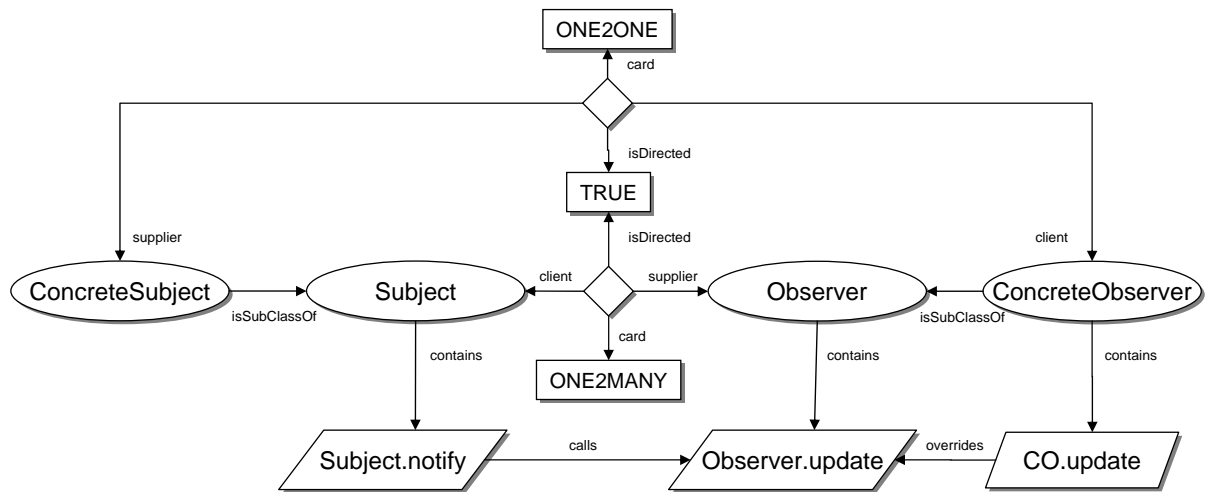 ONE2ONE
card
isDirected
TRUE
supplier
isDirected
client
ConcreteSubject
Subject
client
supplier
Observer
ConcreteObserver
isSubClassOf
isSubClassOf
card
contains
contains
contains
ONE2MANY
Subject.notify
calls
Observer.update
overrides
CO.update